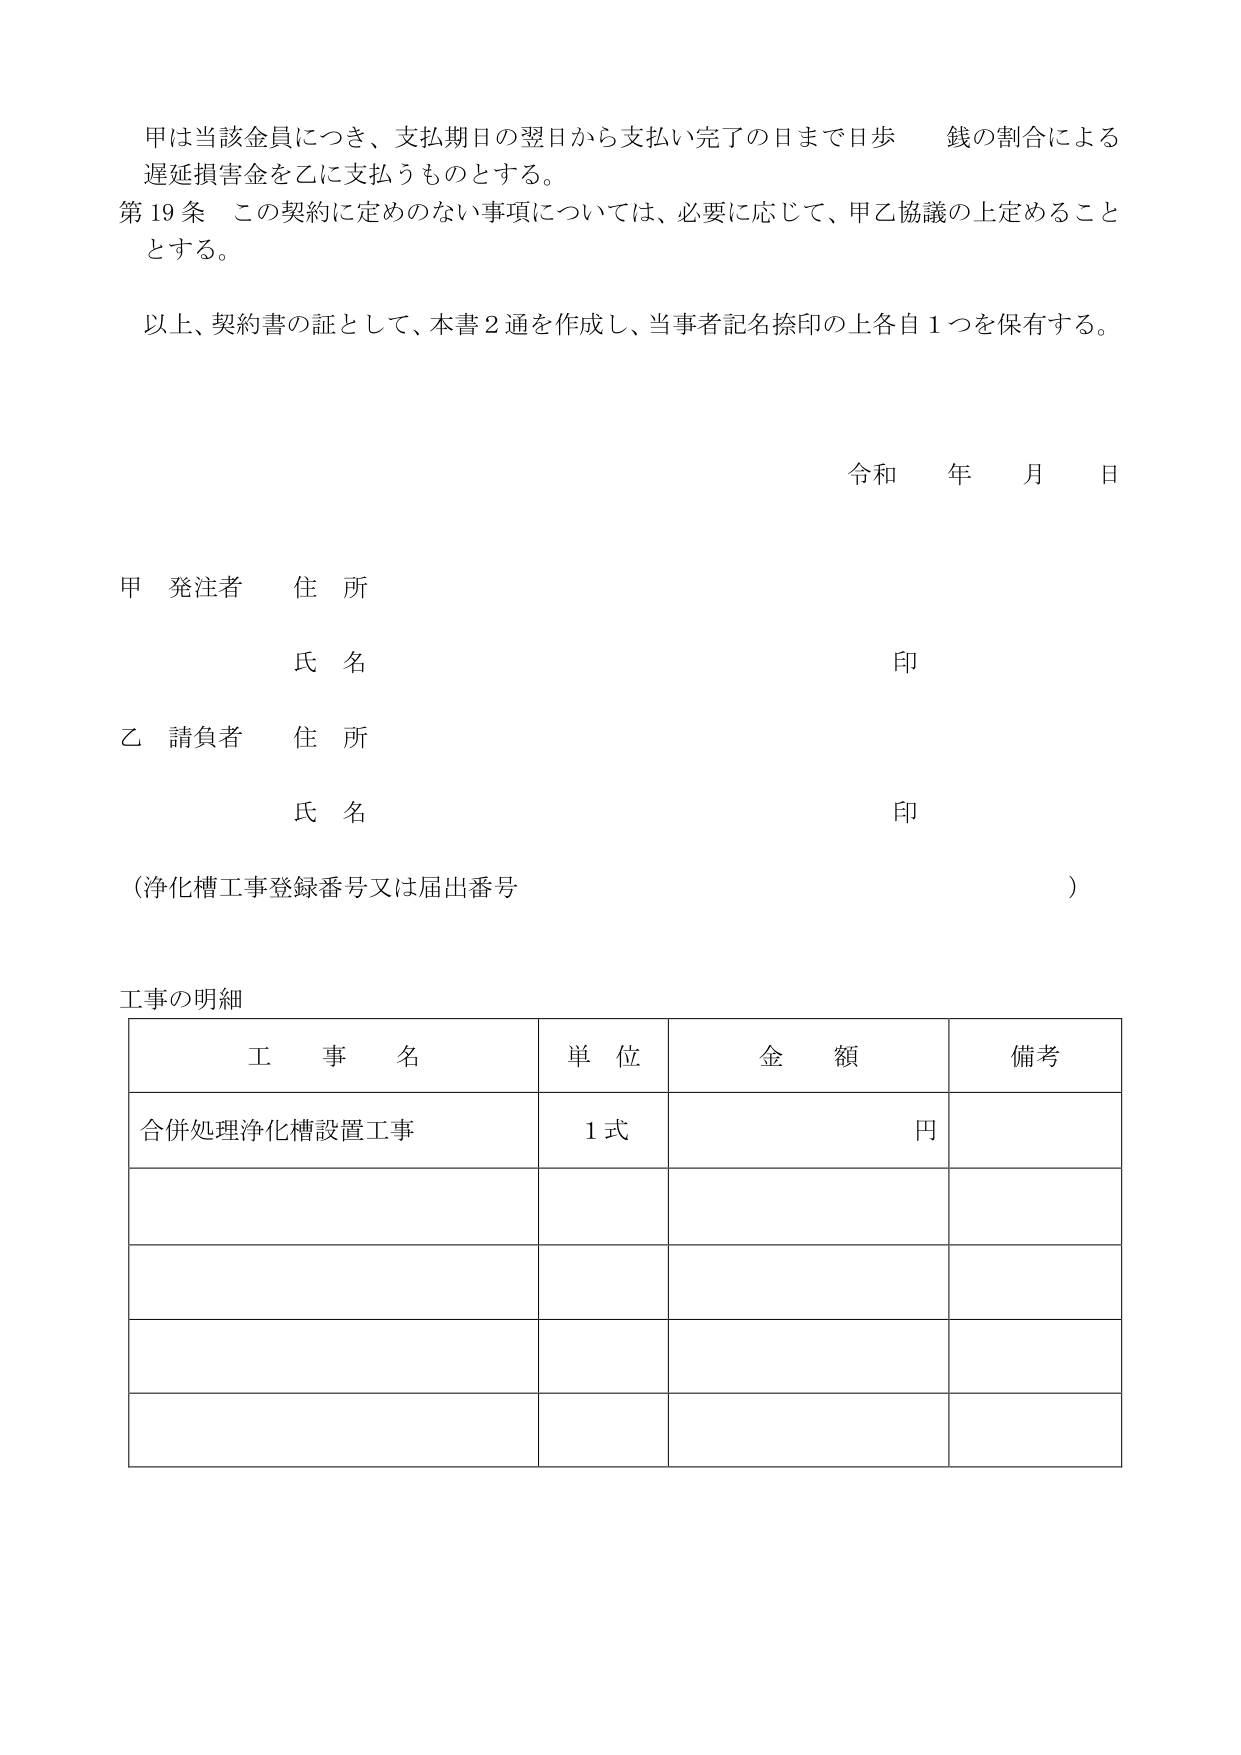 甲は当該金員につき、支払期日の翌日から支払い完了の日まで日歩　　銭の割合による
遅延損害金を乙に支払うものとする。
第 19 条　この契約に定めのない事項については、必要に応じて、甲乙協議の上定めること
とする。
以上、契約書の証として、本書２通を作成し、当事者記名捺印の上各自１つを保有する。
令和　　年　　月　　日
甲　発注者　　住　所
氏　名　　　　　　　　　　　　　　　　　　　　　印
乙　請負者　　住　所
氏　名　　　　　　　　　　　　　　　　　　　　　印
（浄化槽工事登録番号又は届出番号　　　　　　　　　　　　　　　　　　　　　　）
工事の明細
工　　事　　名　単　位　金　　額　備考
合併処理浄化槽設置工事　１式　円